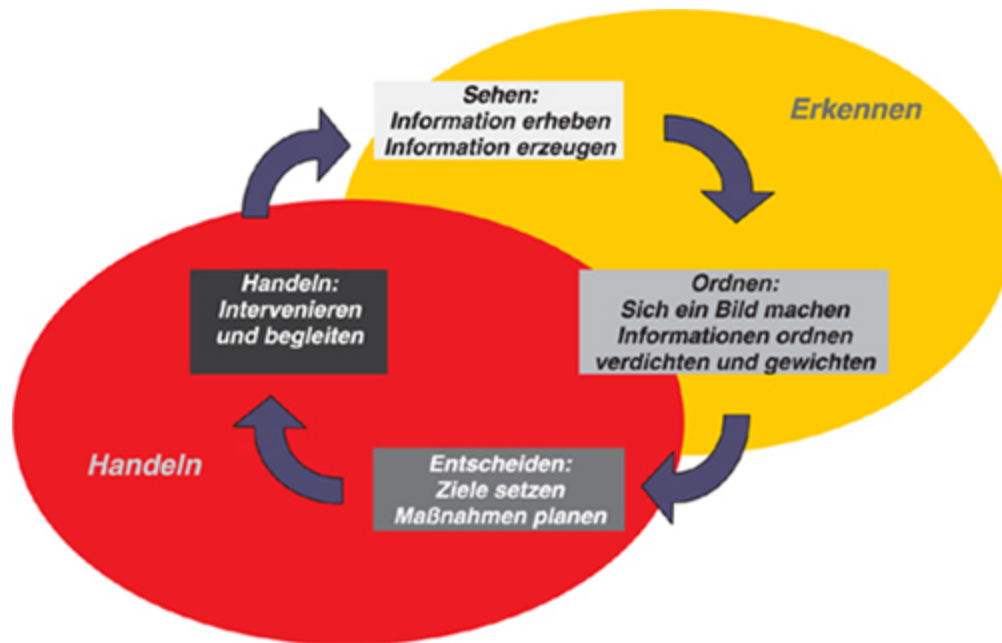 Sehen:
Information erheben
Information erzeugen
Erkennen
Ordnen:
Sich ein Bild machen
Informationen ordnen
verdichten und gewichten
Entscheiden:
Ziele setzen
Maßnahmen planen
Handeln:
Intervenieren
und begleiten
Handeln